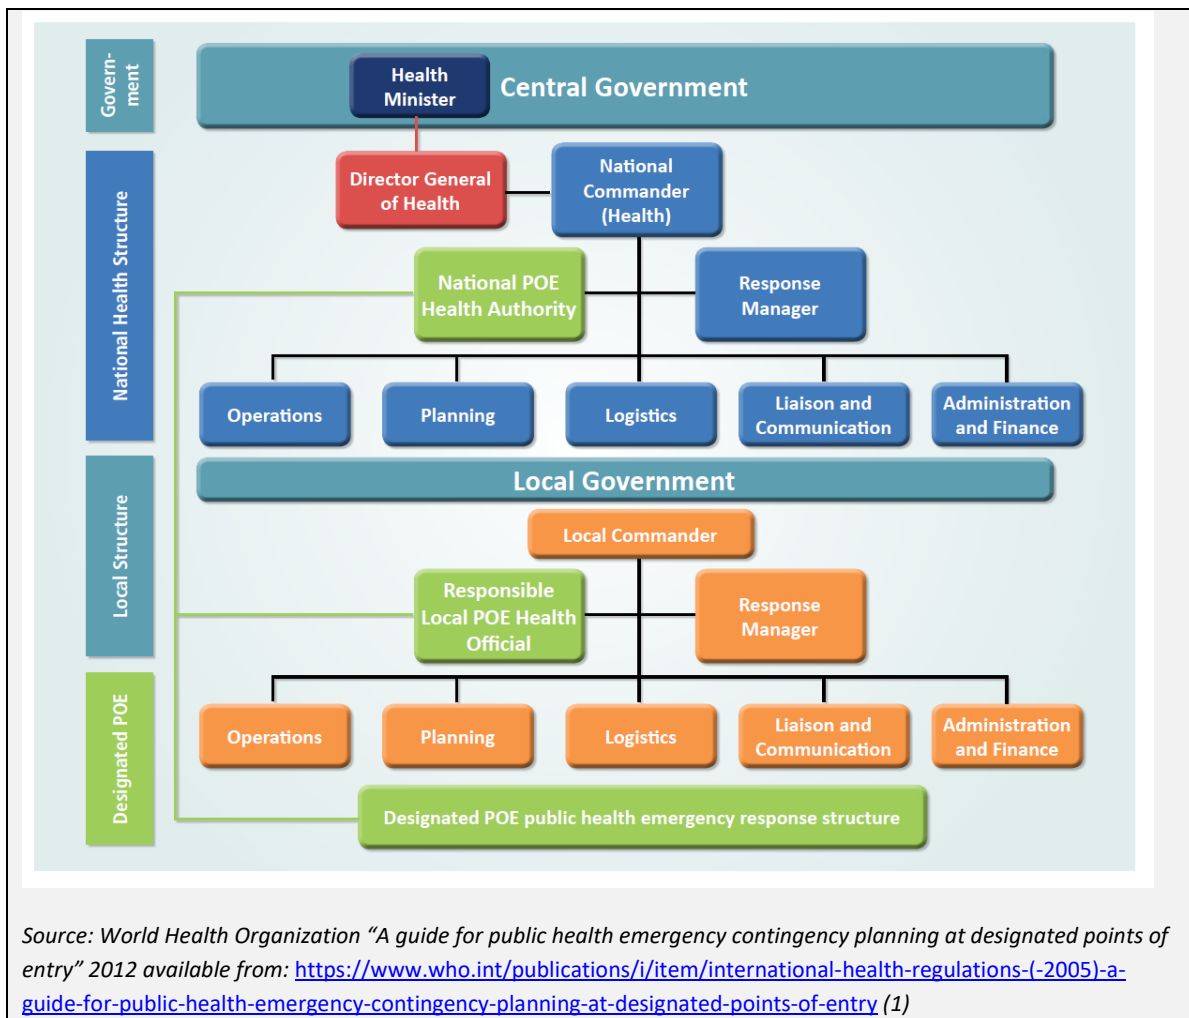 Govern-
ment
Health
Minister
Central Government
National Health Structure
Director General
of Health
National
Commander
(Health)
National POE
Health Authority
Response
Manager
Operations
Planning
Logistics
Liaison and
Communication
Administration
and Finance
Local Structure
Local Government
Local Commander
Responsible
Local POE Health
Official
Response
Manager
Designated POE
Operations
Planning
Logistics
Liaison and
Communication
Administration
and Finance
Designated POE public health emergency response structure
Source: World Health Organization “A guide for public health emergency contingency planning at designated points of
entry” 2012 available from: https://www.who.int/publications/i/item/international-health-regulations-(-2005)-a-
guide-for-public-health-emergency-contingency-planning-at-designated-points-of-entry (1)